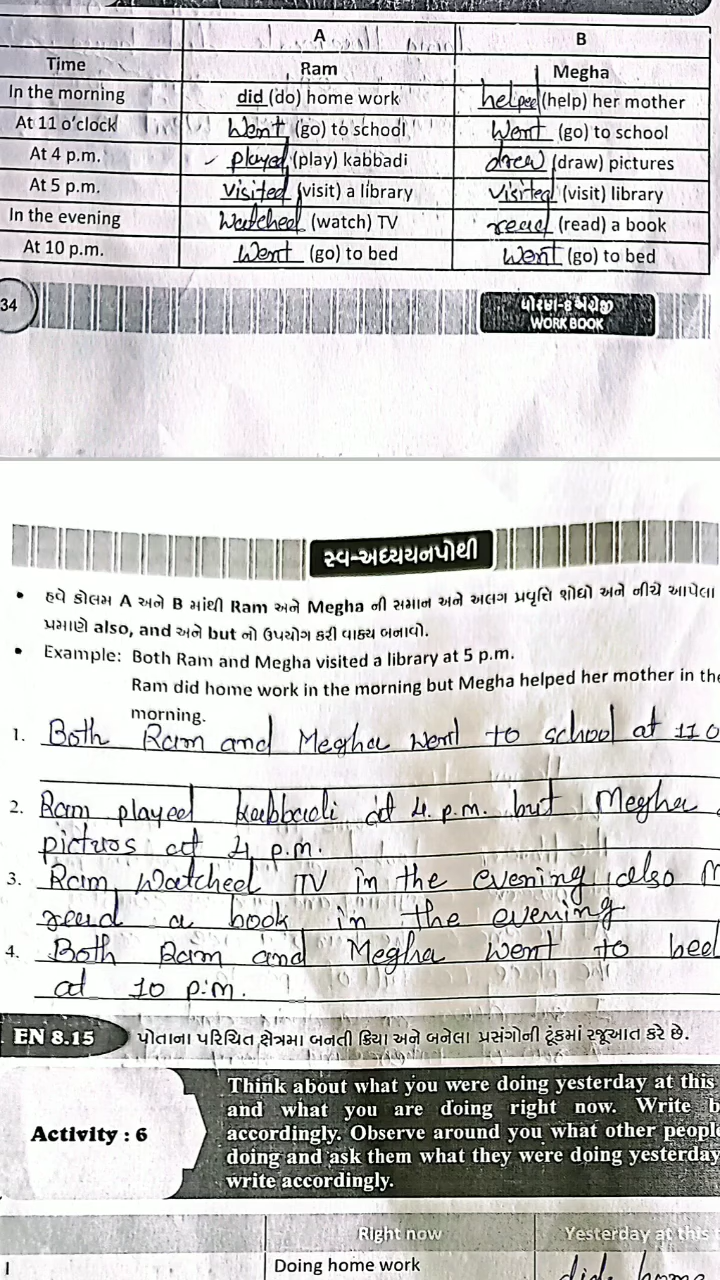 A B
Time Ram Megha
In the morning did (do) home work helped (help) her mother
At 11 o'clock Went (go) to school Went (go) to school
At 4 p.m. played (play) kabbadi drew (draw) pictures
At 5 p.m. visited (visit) a library visited (visit) library
In the evening Watched (watch) TV read (read) a book
At 10 p.m. Went (go) to bed Went (go) to bed
34
ધોરણ-૬ અંગ્રેજી
WORK BOOK
સ્વ-અધ્યયનપોથી
• હવે કોલમ A અને B માંથી Ram અને Megha ની સમાન અને અલગ પ્રવૃત્તિ શોધો અને નીચે આપેલા
પ્રમાણે also, and અને but નો ઉપયોગ કરી વાક્ય બનાવો.
• Example: Both Ram and Megha visited a library at 5 p.m.
Ram did home work in the morning but Megha helped her mother in the
morning.
1. Both Ram and Megha went to school at 11 o
2. Ram played kabbadi at 4 p.m. but Megha
picturs at 4 p.m.
3. Ram Watched TV in the evening also M
read a book in the evening
4. Both Ram and Megha went to bed
at 10 p.m.
EN 8.15 પોતાના પરિચિત ક્ષેત્રમા બનતી ક્રિયા અને બનેલા પ્રસંગોની ટૂંકમાં રજૂઆત કરે છે.
Activity : 6
Think about what you were doing yesterday at this
and what you are doing right now. Write b
accordingly. Observe around you what other people
doing and ask them what they were doing yesterday
write accordingly.
Right now Yesterday at this
I Doing home work did home